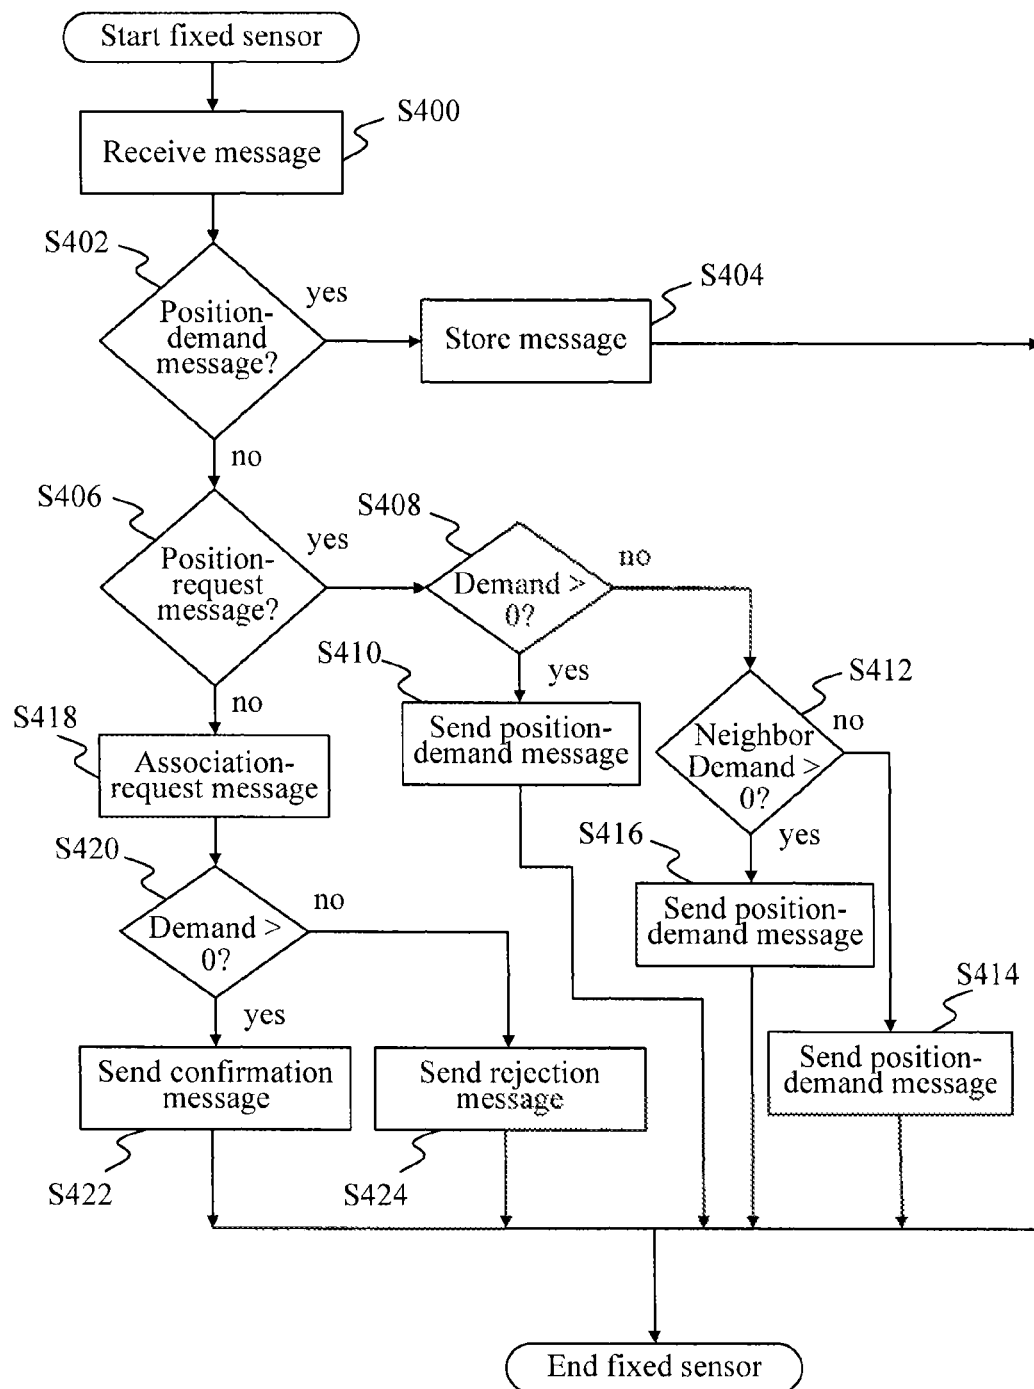 Start fixed sensor
S400
Receive message
S402
Position-
demand
message?
yes
S404
Store message
no
S406
Position-
request
message?
yes
S408
Demand >
0?
no
S410
yes
Send position-
demand message
S412
Neighbor
Demand >
0?
no
no
S418
Association-
request message
S416
yes
Send position-
demand message
S420
Demand >
0?
no
S414
Send position-
demand message
yes
Send confirmation
message
Send rejection
message
S422
S424
End fixed sensor